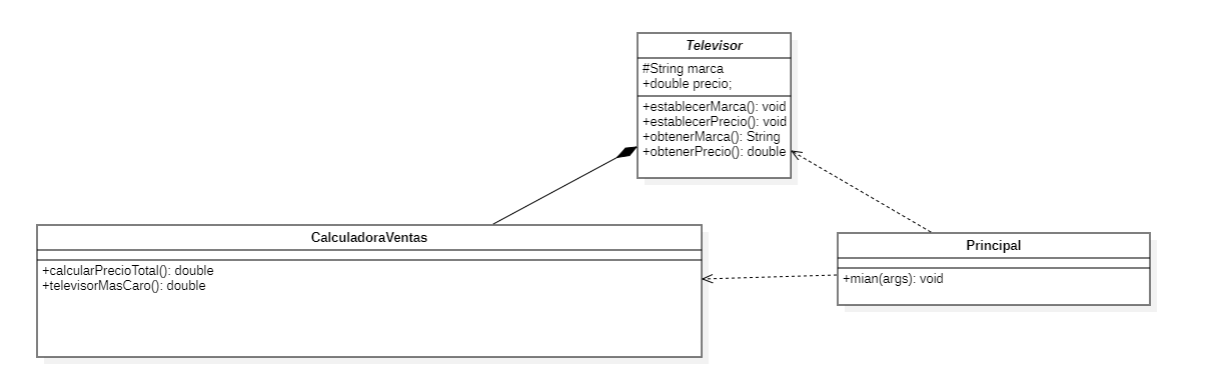 Televisor
#String marca
+double precio;
+establecerMarca(): void
+establecerPrecio(): void
+obtenerMarca(): String
+obtenerPrecio(): double
CalculadoraVentas
+calcularPrecioTotal(): double
+televisorMasCaro(): double
Principal
+mian(args): void